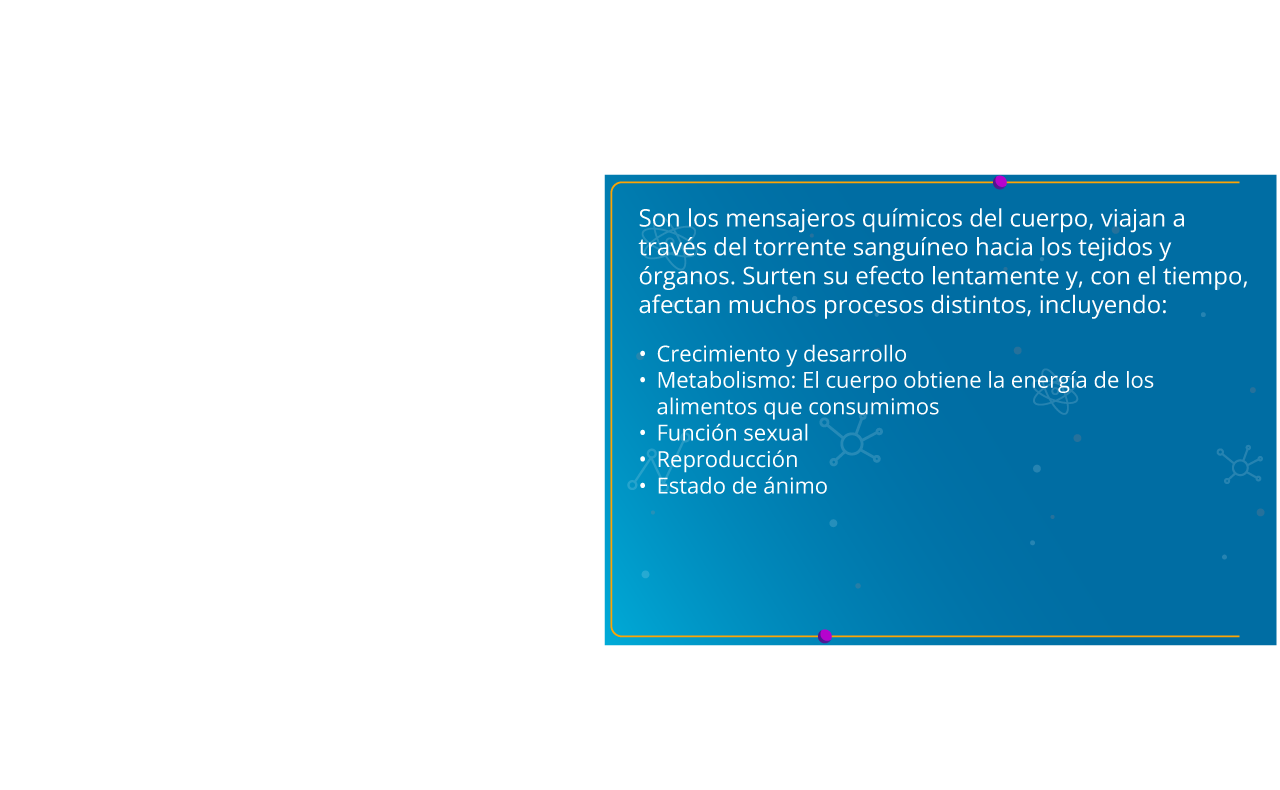 Son los mensajeros químicos del cuerpo, viajan a
través del torrente sanguíneo hacia los tejidos y
órganos. Surten su efecto lentamente y, con el tiempo,
afectan muchos procesos distintos, incluyendo:
• Crecimiento y desarrollo
• Metabolismo: El cuerpo obtiene la energía de los
alimentos que consumimos
• Función sexual
• Reproducción
• Estado de ánimo